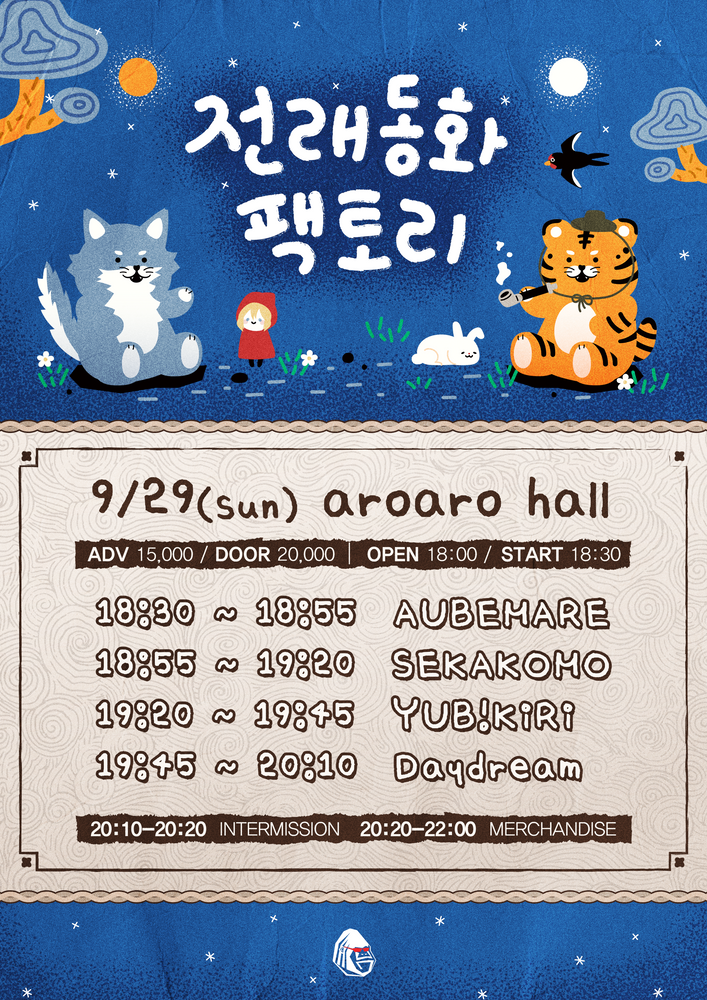 전래동화
팩토리
9/29(sun) aroaro hall
ADV 15,000 / DOOR 20,000 | OPEN 18:00 / START 18:30
18:30 ~ 18:55 AUBEMARE
18:55 ~ 19:20 SEKAKOMO
19:20 ~ 19:45 YUB!KiRi
19:45 ~ 20:10 Daydream
20:10–20:20 INTERMISSION 20:20–22:00 MERCHANDISE